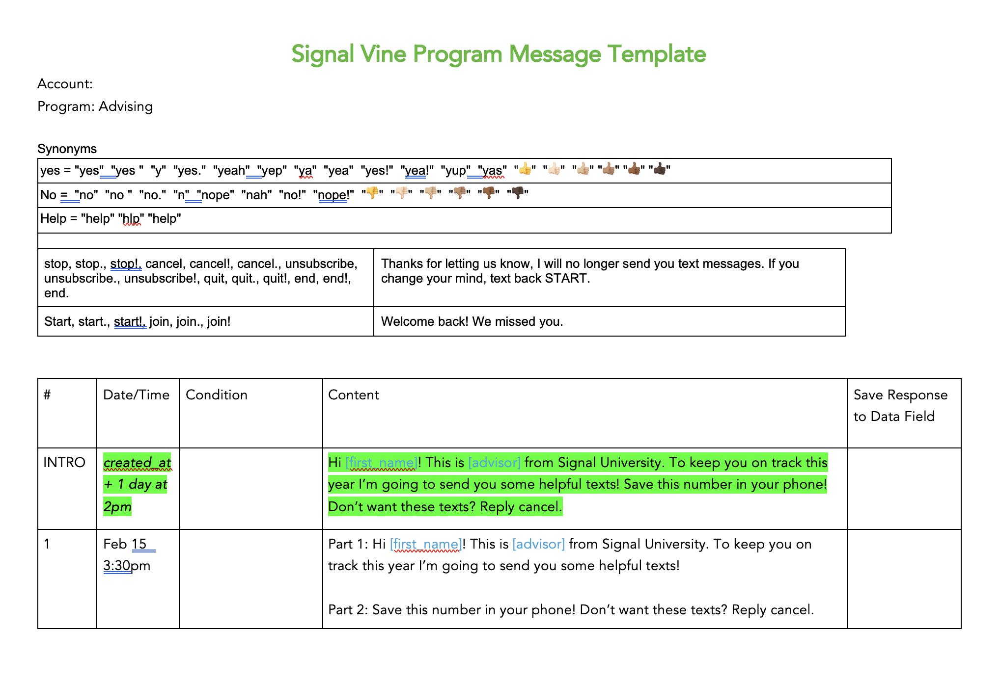 Signal Vine Program Message Template
Account:
Program: Advising
Synonyms
yes = "yes"  "yes "  "y"  "yes."  "yeah"  "yep"  "ya"  "yea"  "yes!"  "yea!"  "yup"  "yas"  "👍"  "👍🏻"  "👍🏼" "👍🏽" "👍🏾" "👍🏿"
No =  "no"  "no "  "no."  "n"  "nope"  "nah"  "no!"  "nope!"  "👎"  "👎🏻"  "👎🏼"  "👎🏽"  "👎🏾"  "👎🏿"
Help = "help" "hlp" "help"
stop, stop., stop!, cancel, cancel!, cancel., unsubscribe,
unsubscribe., unsubscribe!, quit, quit., quit!, end, end!,
end.
Thanks for letting us know, I will no longer send you text messages. If you
change your mind, text back START.
Start, start., start!, join, join., join!
Welcome back! We missed you.
#
Date/Time
Condition
Content
Save Response
to Data Field
INTRO
created_at
+ 1 day at
2pm
Hi [first_name]! This is [advisor] from Signal University. To keep you on track this
year I’m going to send you some helpful texts! Save this number in your phone!
Don’t want these texts? Reply cancel.
1
Feb 15
3:30pm
Part 1: Hi [first_name]! This is [advisor] from Signal University. To keep you on
track this year I’m going to send you some helpful texts!
Part 2: Save this number in your phone! Don’t want these texts? Reply cancel.